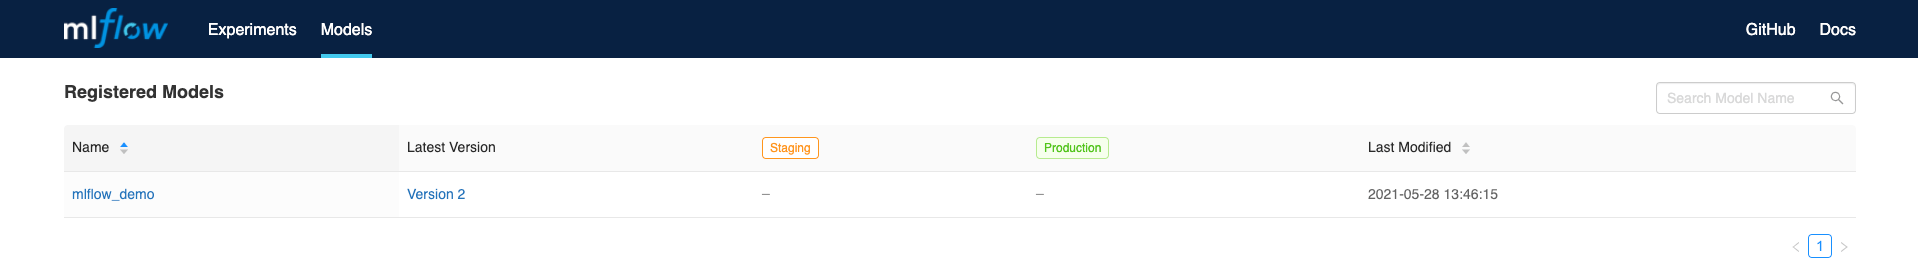 mlflow Experiments Models GitHub Docs
Registered Models
Search Model Name
Name Latest Version Staging Production Last Modified
mlflow_demo Version 2 – – 2021-05-28 13:46:15
< 1 >